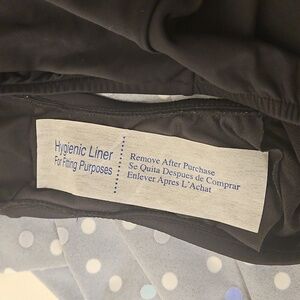 Hygienic Liner
For Fitting Purposes
Remove After Purchase
Se Quita Despues de Comprar
Enlever Apres L'Achat